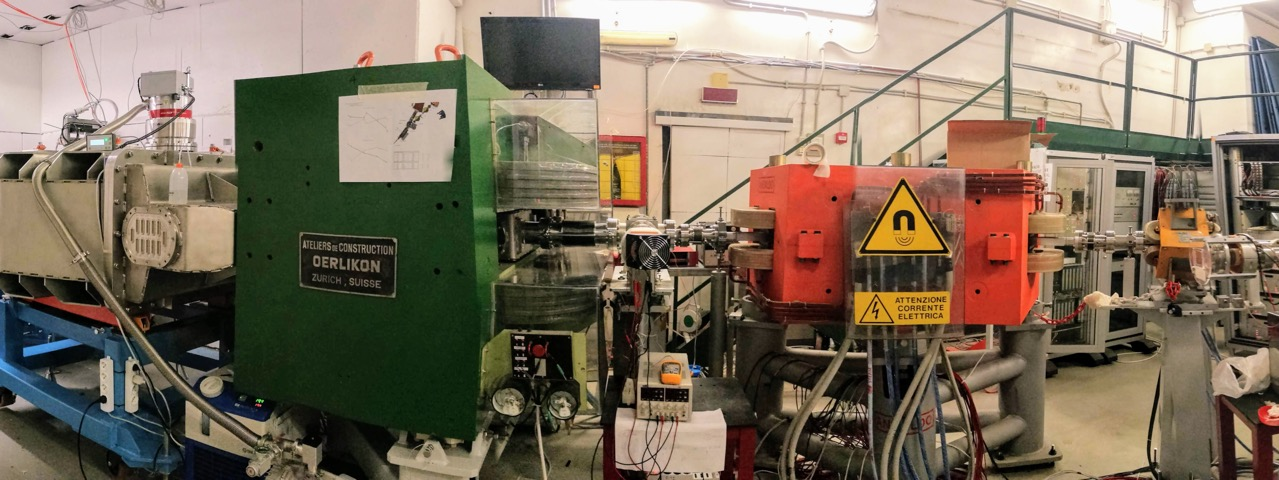 ATELIERS DE CONSTRUCTION
OERLIKON
ZURICH, SUISSE
ATTENZIONE
CORRENTE
ELETTRICA